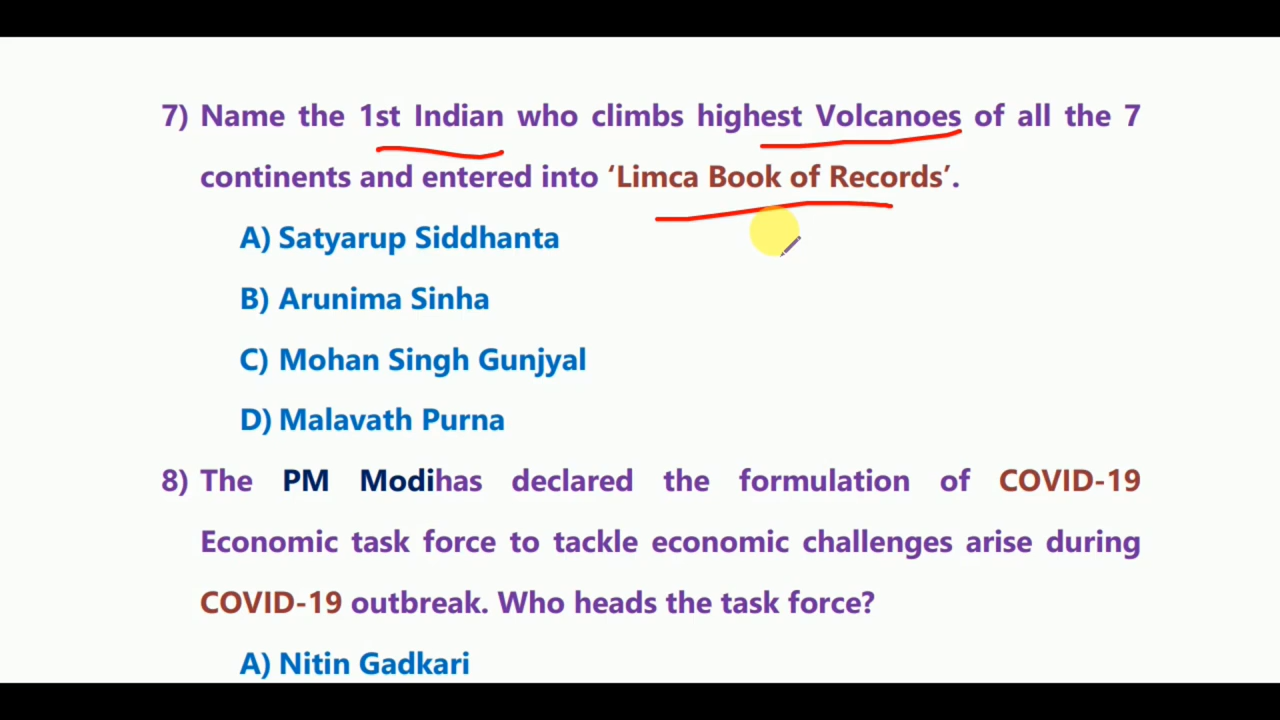 7) Name the 1st Indian who climbs highest Volcanoes of all the 7
continents and entered into ‘Limca Book of Records’.
A) Satyarup Siddhanta
B) Arunima Sinha
C) Mohan Singh Gunjyal
D) Malavath Purna
8) The PM Modihas declared the formulation of COVID-19
Economic task force to tackle economic challenges arise during
COVID-19 outbreak. Who heads the task force?
A) Nitin Gadkari